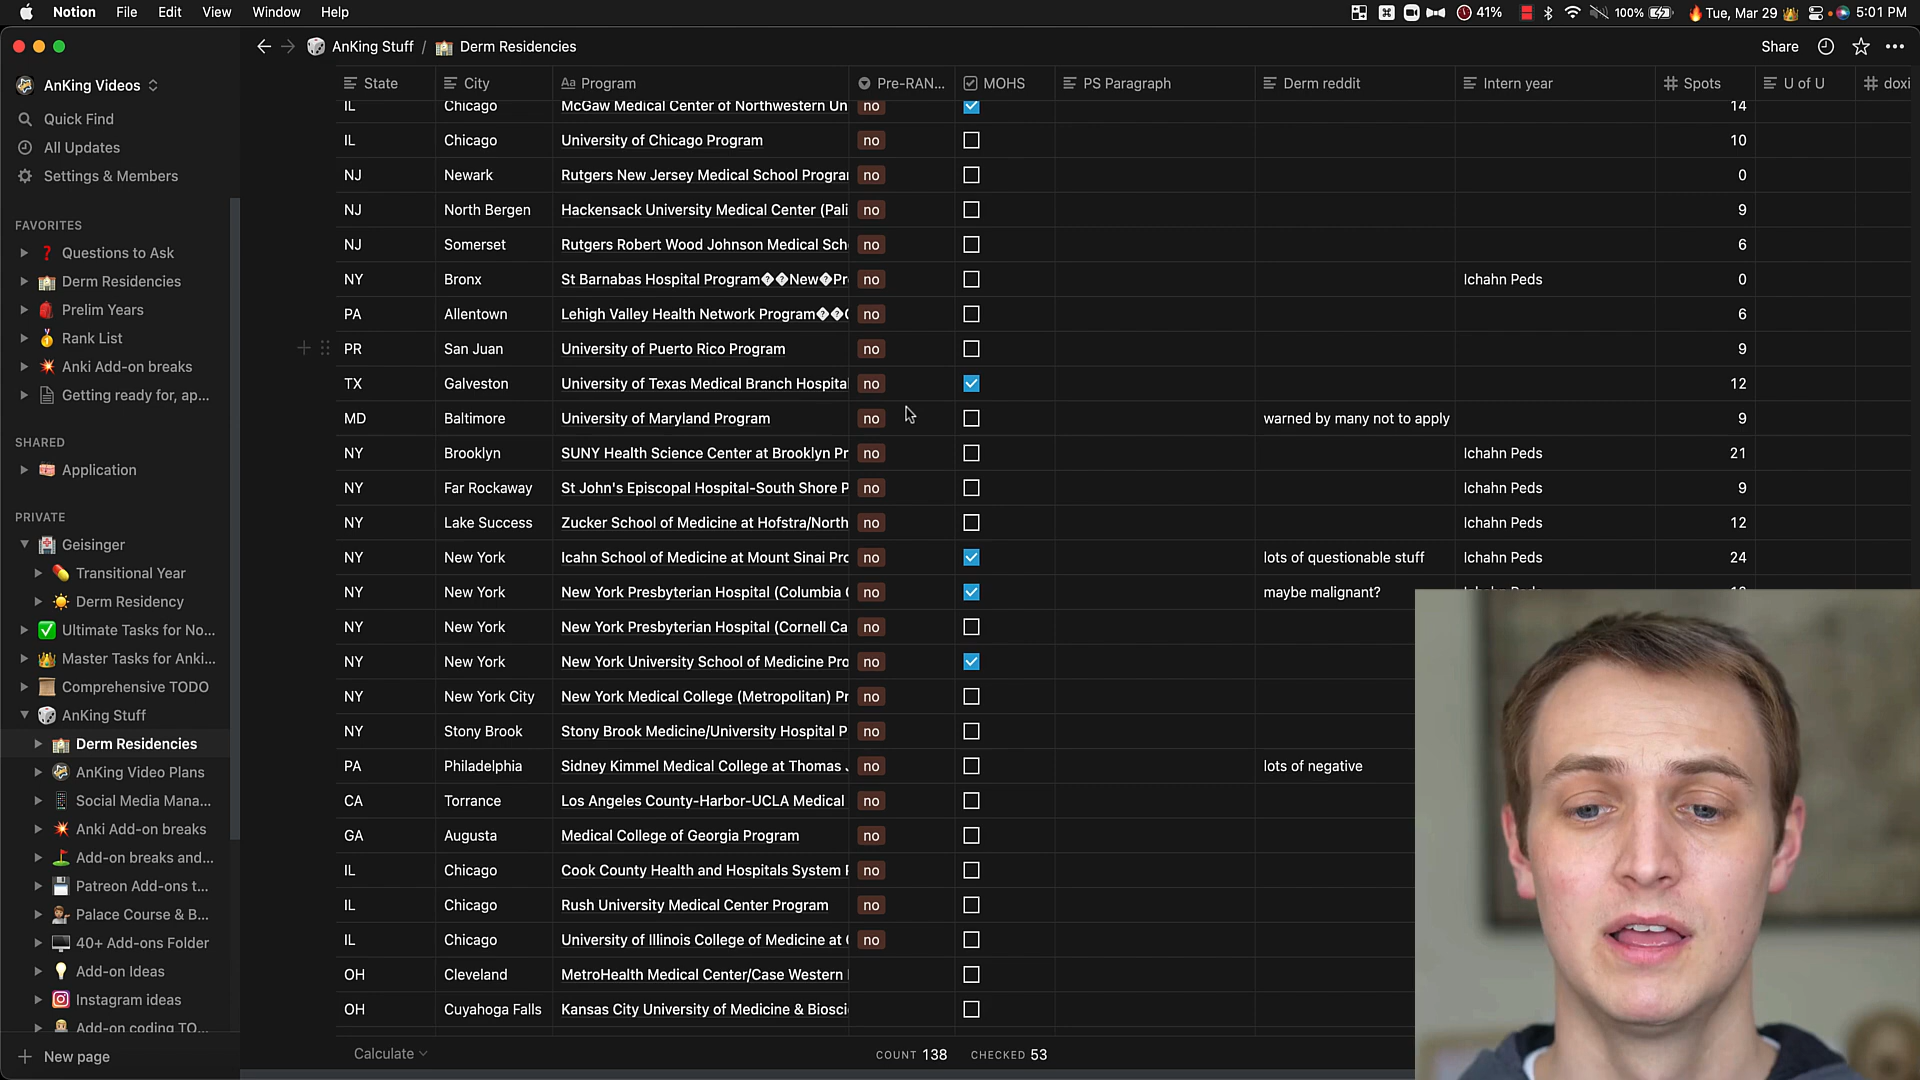 Notion File Edit View Window Help 41% 100% Tue, Mar 29 5:01 PM
AnKing Stuff / Derm Residencies Share
AnKing Videos
Quick Find
All Updates
Settings & Members
FAVORITES
Questions to Ask
Derm Residencies
Prelim Years
Rank List
Anki Add-on breaks
Getting ready for, ap...
SHARED
Application
PRIVATE
Geisinger
Transitional Year
Derm Residency
Ultimate Tasks for No...
Master Tasks for Anki...
Comprehensive TODO
AnKing Stuff
Derm Residencies
AnKing Video Plans
Social Media Mana...
Anki Add-on breaks
Add-on breaks and...
Patreon Add-ons t...
Palace Course & B...
40+ Add-ons Folder
Add-on Ideas
Instagram ideas
Add-on coding TO...
New page
State City Aa Program Pre-RAN... MOHS PS Paragraph Derm reddit Intern year # Spots U of U # doxi
IL Chicago McGaw Medical Center of Northwestern Un no 14
IL Chicago University of Chicago Program no 10
NJ Newark Rutgers New Jersey Medical School Program no 0
NJ North Bergen Hackensack University Medical Center (Pali no 9
NJ Somerset Rutgers Robert Wood Johnson Medical Sch no 6
NY Bronx St Barnabas Hospital Program��New�Pr no Ichahn Peds 0
PA Allentown Lehigh Valley Health Network Program��( no 6
PR San Juan University of Puerto Rico Program no 9
TX Galveston University of Texas Medical Branch Hospital no 12
MD Baltimore University of Maryland Program no warned by many not to apply 9
NY Brooklyn SUNY Health Science Center at Brooklyn Pr no Ichahn Peds 21
NY Far Rockaway St John's Episcopal Hospital-South Shore P no Ichahn Peds 9
NY Lake Success Zucker School of Medicine at Hofstra/North no Ichahn Peds 12
NY New York Icahn School of Medicine at Mount Sinai Pro no lots of questionable stuff Ichahn Peds 24
NY New York New York Presbyterian Hospital (Columbia no maybe malignant?
NY New York New York Presbyterian Hospital (Cornell Ca no
NY New York New York University School of Medicine Pro no
NY New York City New York Medical College (Metropolitan) Pr no
NY Stony Brook Stony Brook Medicine/University Hospital P no
PA Philadelphia Sidney Kimmel Medical College at Thomas no lots of negative
CA Torrance Los Angeles County-Harbor-UCLA Medical no
GA Augusta Medical College of Georgia Program no
IL Chicago Cook County Health and Hospitals System no
IL Chicago Rush University Medical Center Program no
IL Chicago University of Illinois College of Medicine at no
OH Cleveland MetroHealth Medical Center/Case Western
OH Cuyahoga Falls Kansas City University of Medicine & Biosci
Calculate COUNT 138 CHECKED 53